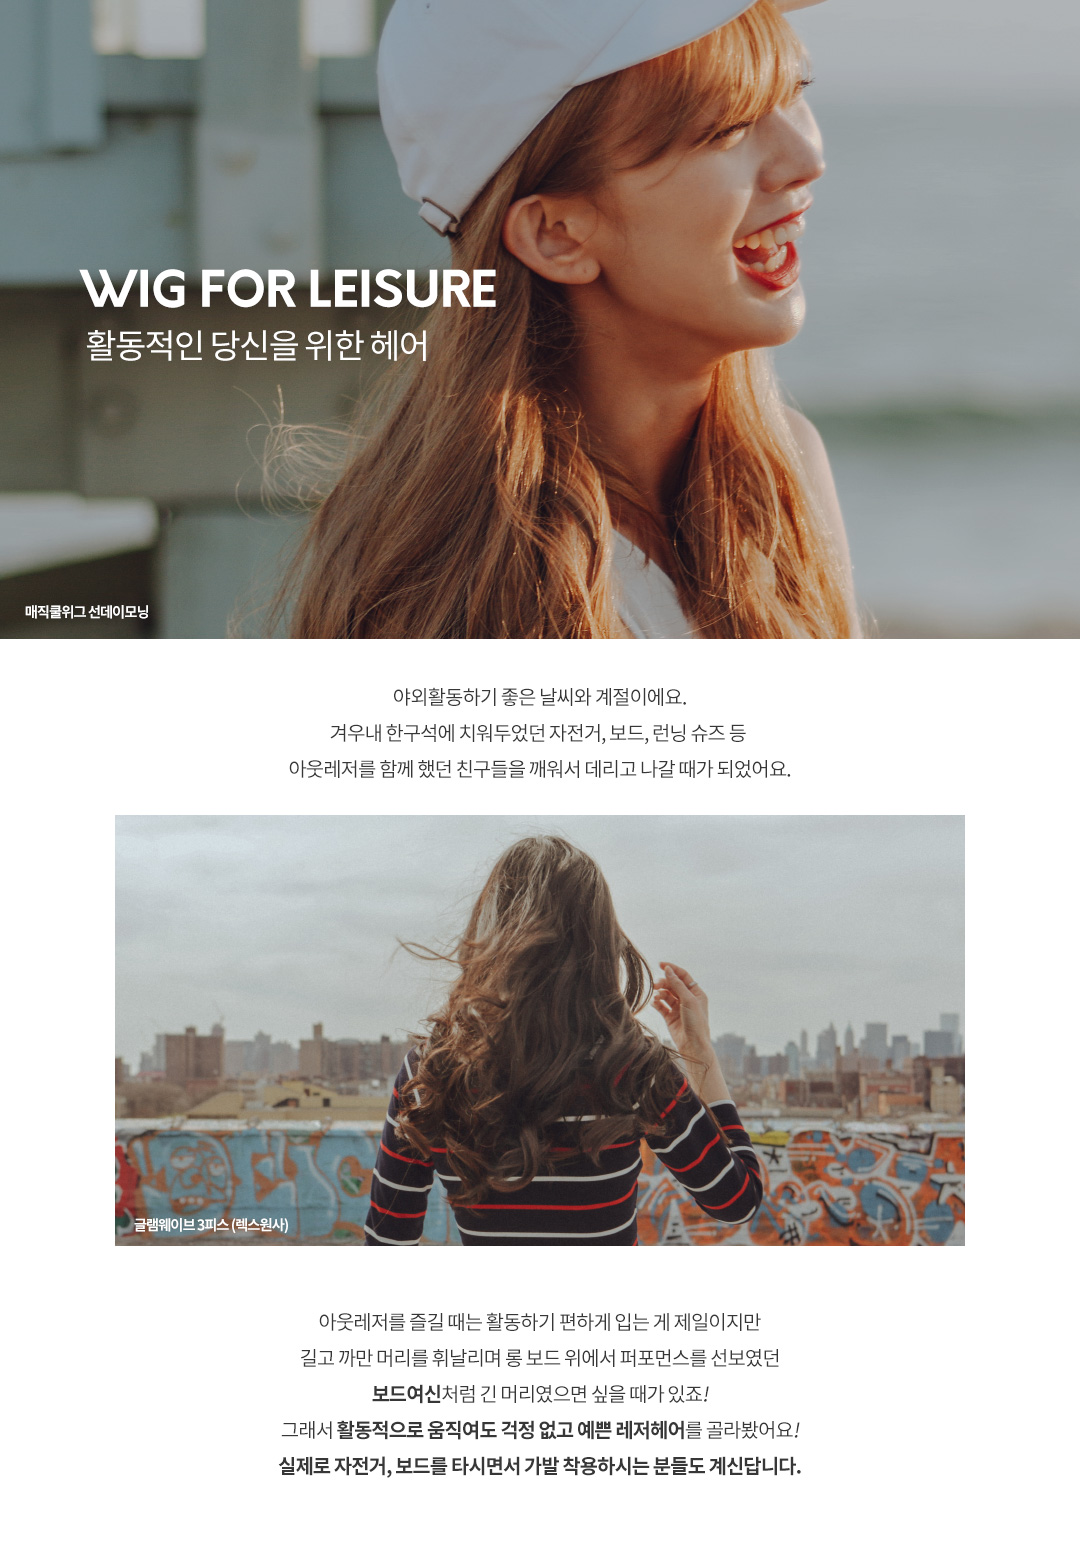 WIG FOR LEISURE
활동적인 당신을 위한 헤어
매직쿨위그 선데이모닝
야외활동하기 좋은 날씨와 계절이에요.
겨우내 한구석에 치워두었던 자전거, 보드, 런닝 슈즈 등
아웃레저를 함께 했던 친구들을 깨워서 데리고 나갈 때가 되었어요.
글램웨이브 3피스 (렉스원사)
아웃레저를 즐길 때는 활동하기 편하게 입는 게 제일이지만
길고 까만 머리를 휘날리며 롱 보드 위에서 퍼포먼스를 선보였던
보드여신처럼 긴 머리였으면 싶을 때가 있죠!
그래서 활동적으로 움직여도 걱정 없고 예쁜 레저헤어를 골라봤어요!
실제로 자전거, 보드를 타시면서 가발 착용하시는 분들도 계신답니다.